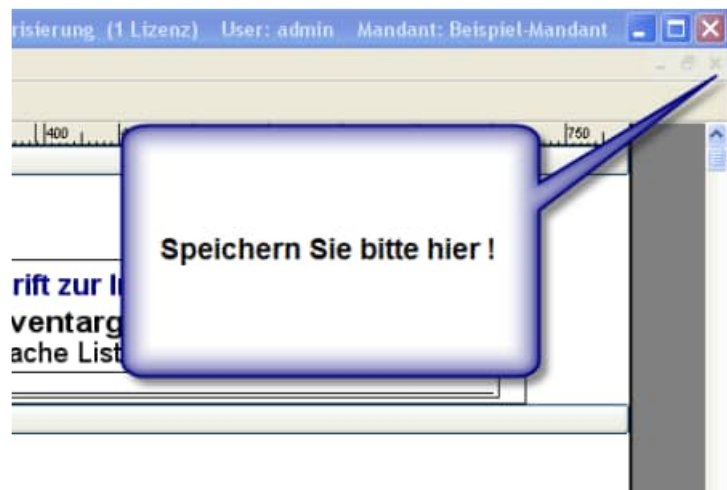 risierung (1 Lizenz) User: admin Mandant: Beispiel-Mandant
400 750
Speichern Sie bitte hier !
rift zur I
ventarg
ache List